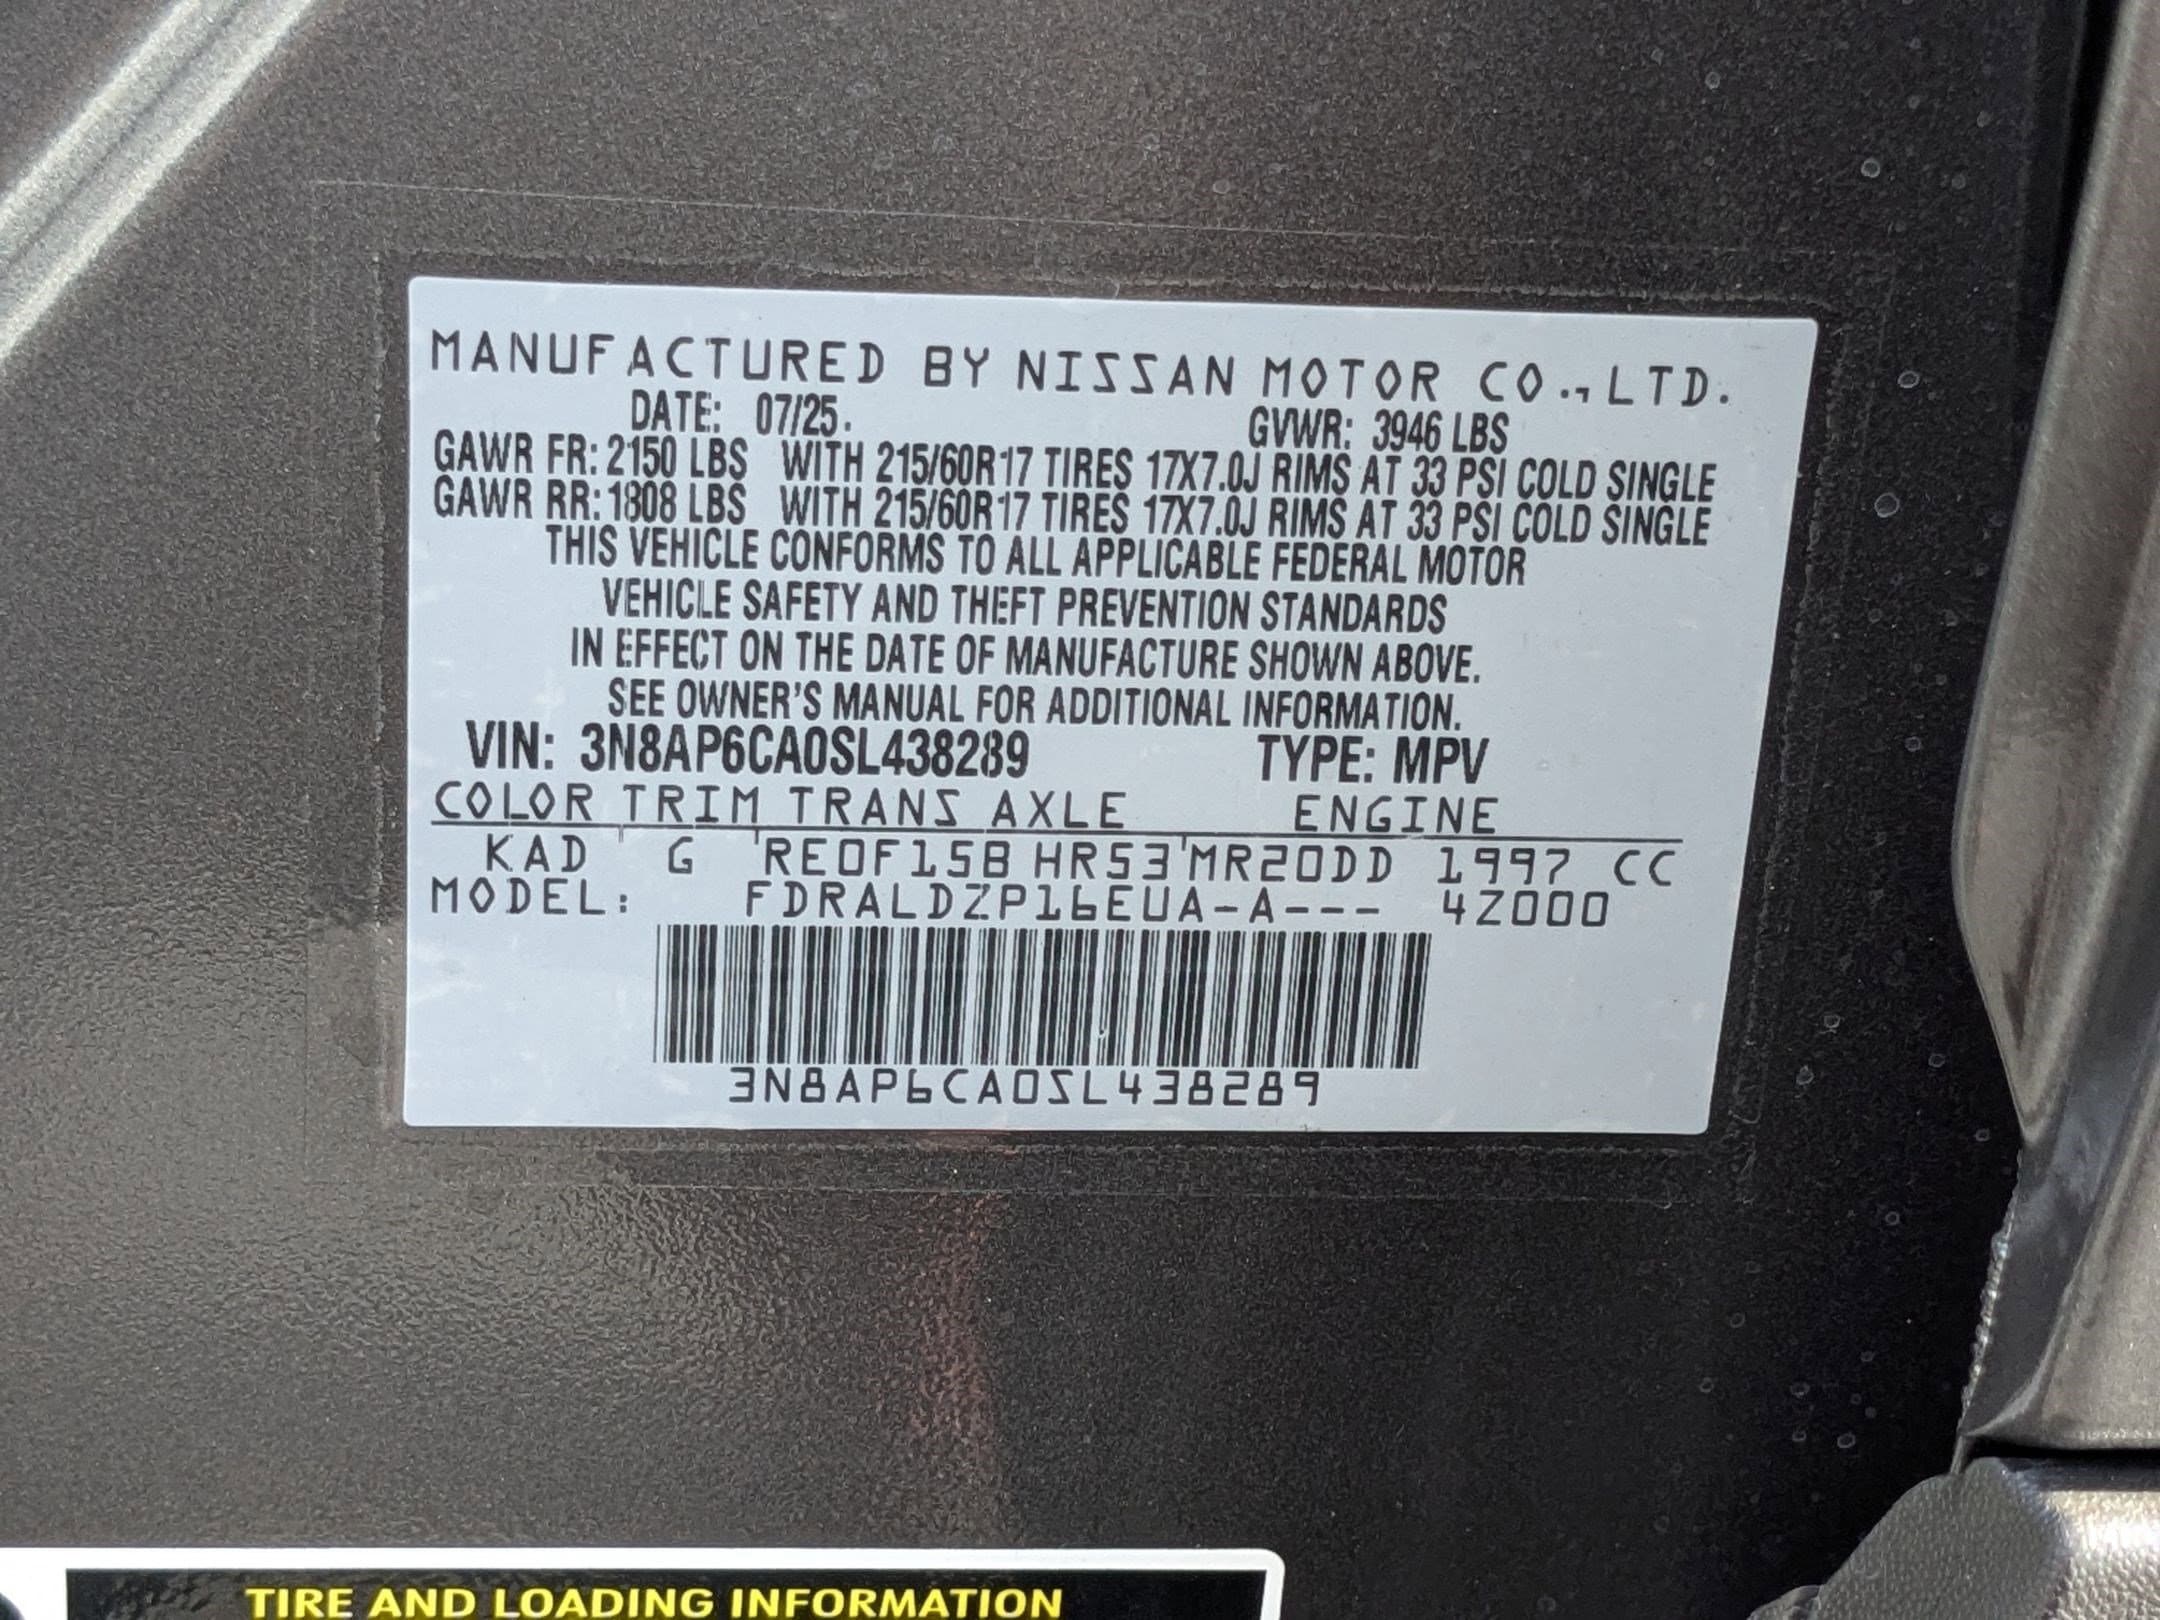 MANUFACTURED BY NISSAN MOTOR CO., LTD.
DATE: 07/25. GVWR: 3946 LBS
GAWR FR: 2150 LBS WITH 215/60R17 TIRES 17X7.0J RIMS AT 33 PSI COLD SINGLE
GAWR RR: 1808 LBS WITH 215/60R17 TIRES 17X7.0J RIMS AT 33 PSI COLD SINGLE
THIS VEHICLE CONFORMS TO ALL APPLICABLE FEDERAL MOTOR
VEHICLE SAFETY AND THEFT PREVENTION STANDARDS
IN EFFECT ON THE DATE OF MANUFACTURE SHOWN ABOVE.
SEE OWNER'S MANUAL FOR ADDITIONAL INFORMATION.
VIN: 3N8AP6CA0SL438289 TYPE: MPV
COLOR TRIM TRANS AXLE ENGINE
KAD G RE0F15B HR53 MR20DD 1997 CC
MODEL: FDRALDZP16EUA-A--- 4Z000
3N8AP6CA0SL438289
TIRE AND LOADING INFORMATION